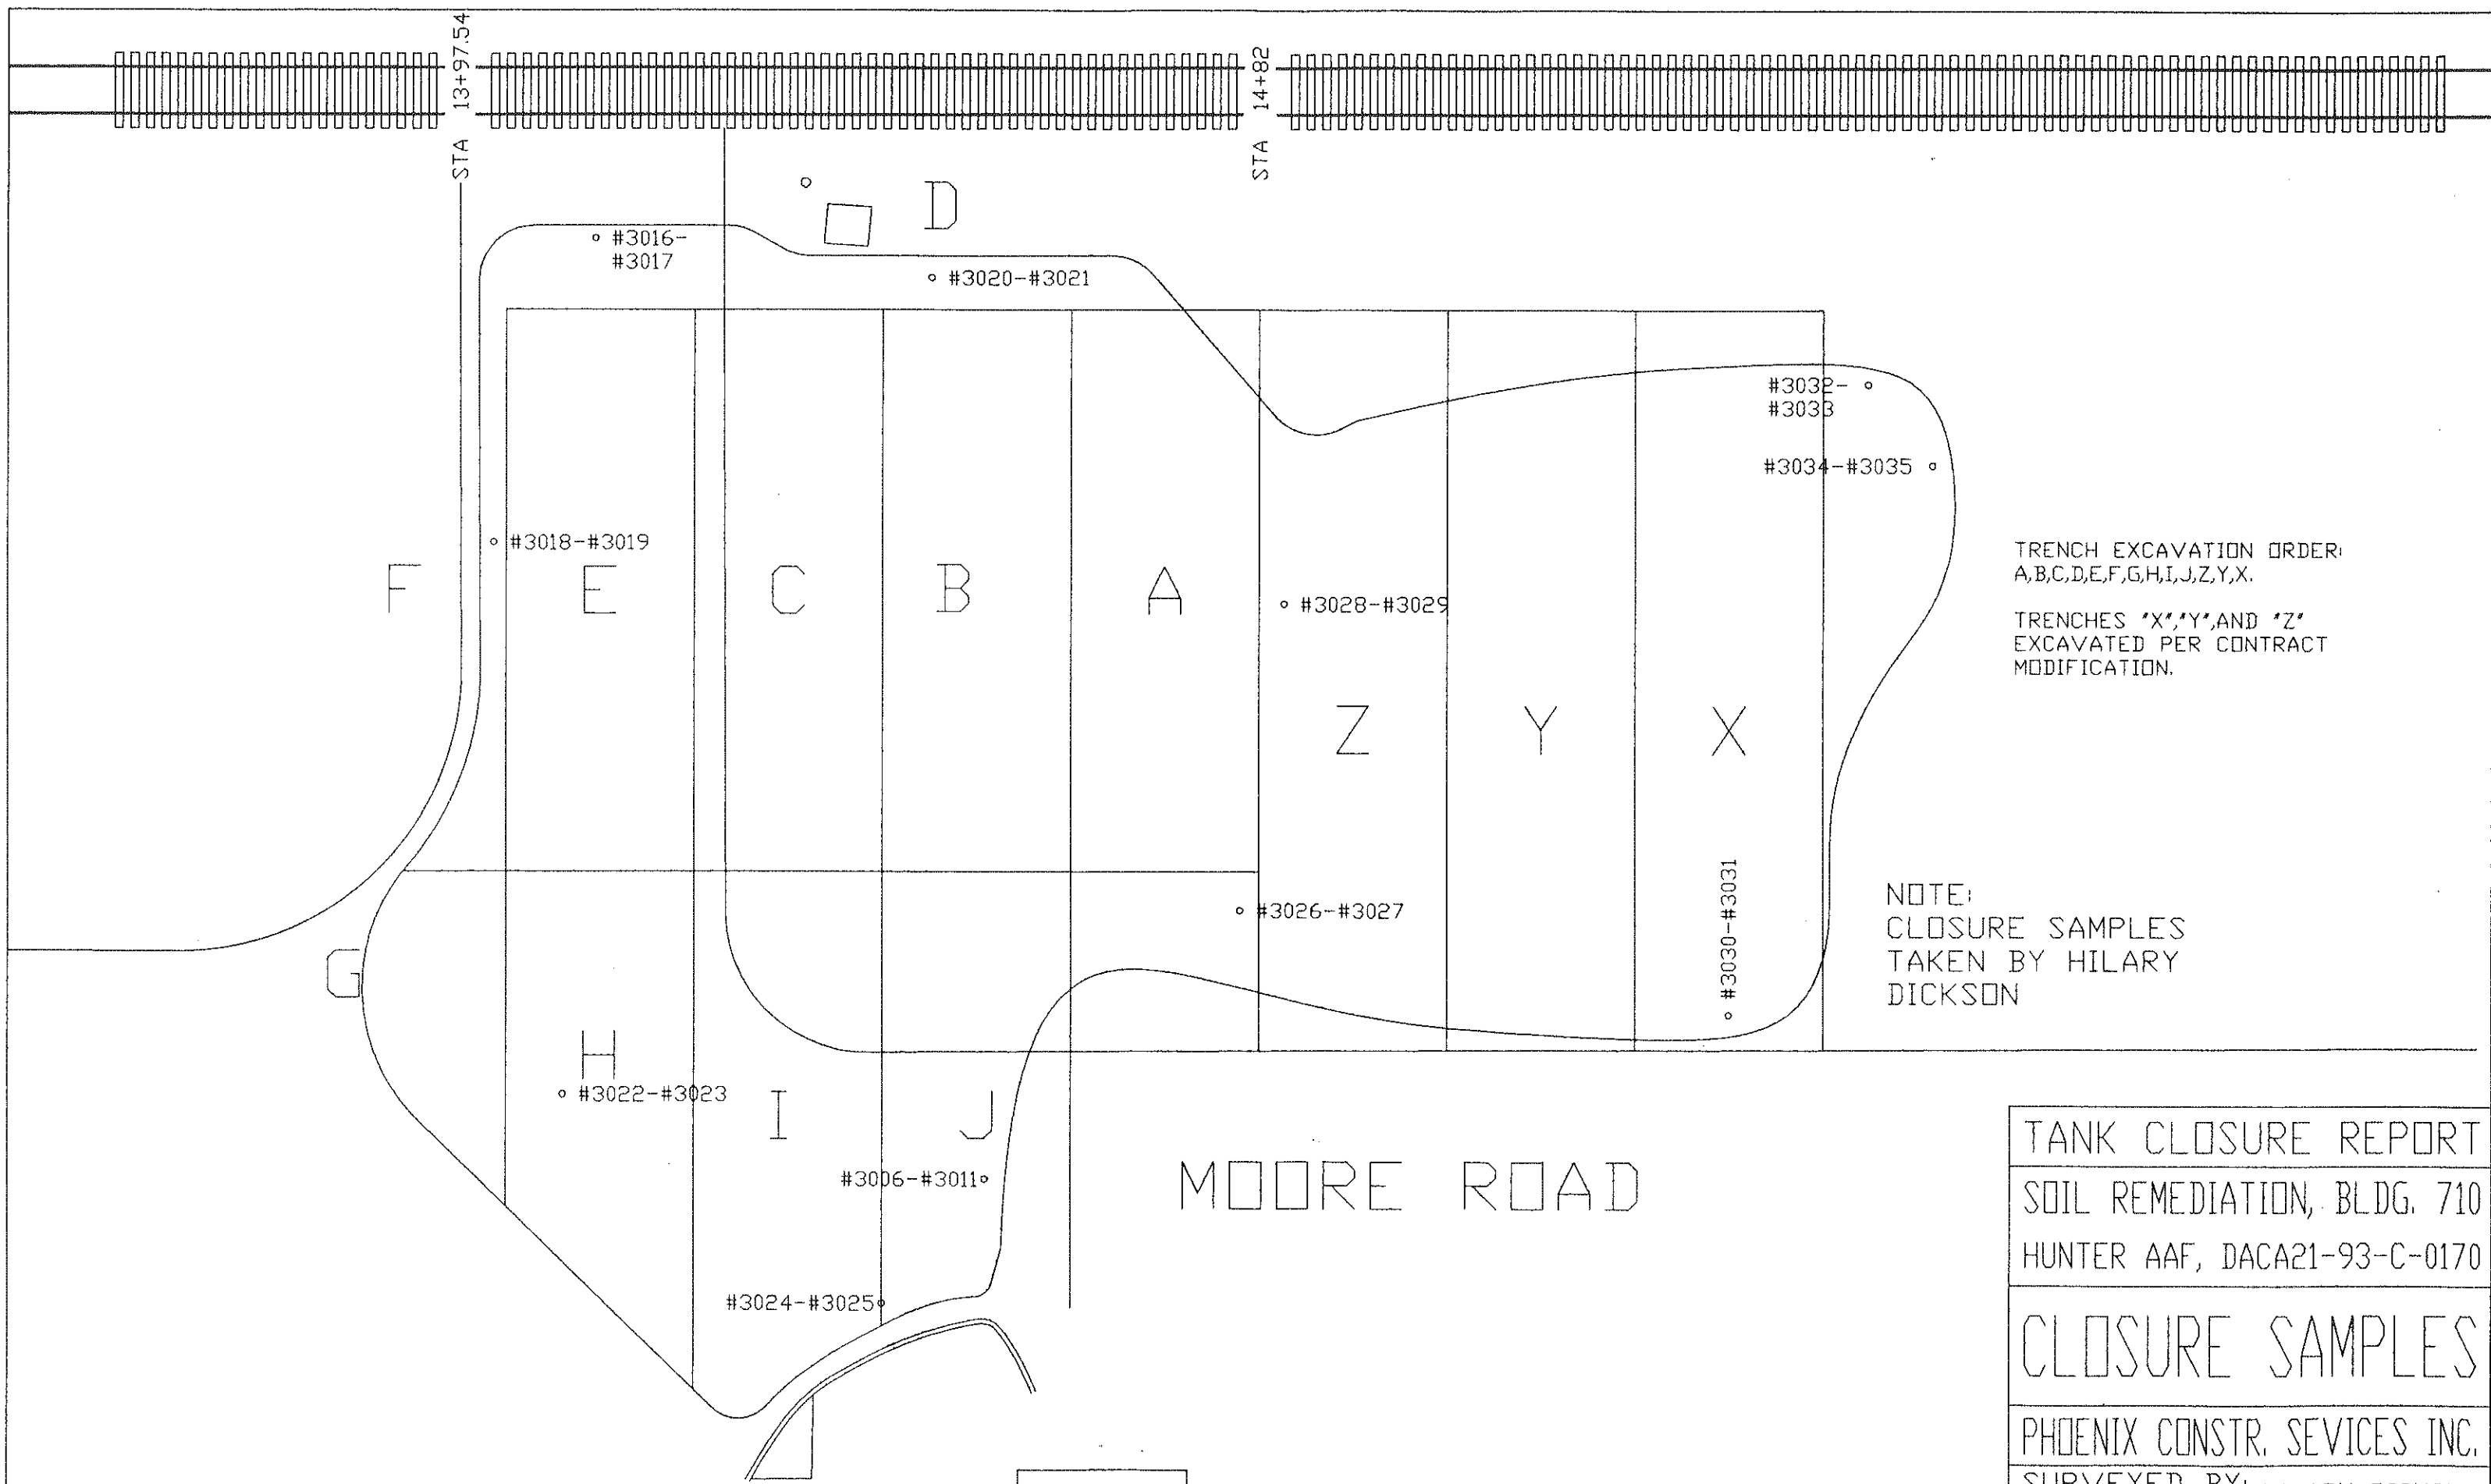 STA 13+97.54
STA 14+82
D
#3016-
#3017
#3020-#3021
#3032-
#3033
#3034-#3035
#3018-#3019
F
E
C
B
A
#3028-#3029
TRENCH EXCAVATION ORDER:
A,B,C,D,E,F,G,H,I,J,Z,Y,X.
TRENCHES "X","Y",AND "Z"
EXCAVATED PER CONTRACT
MODIFICATION.
Z
Y
X
#3026-#3027
#3030-#3031
NOTE:
CLOSURE SAMPLES
TAKEN BY HILARY
DICKSON
G
H
#3022-#3023
I
J
#3006-#3011
MOORE ROAD
#3024-#3025
TANK CLOSURE REPORT
SOIL REMEDIATION, BLDG. 710
HUNTER AAF, DACA21-93-C-0170
CLOSURE SAMPLES
PHOENIX CONSTR. SEVICES INC.
SURVEYED BY: